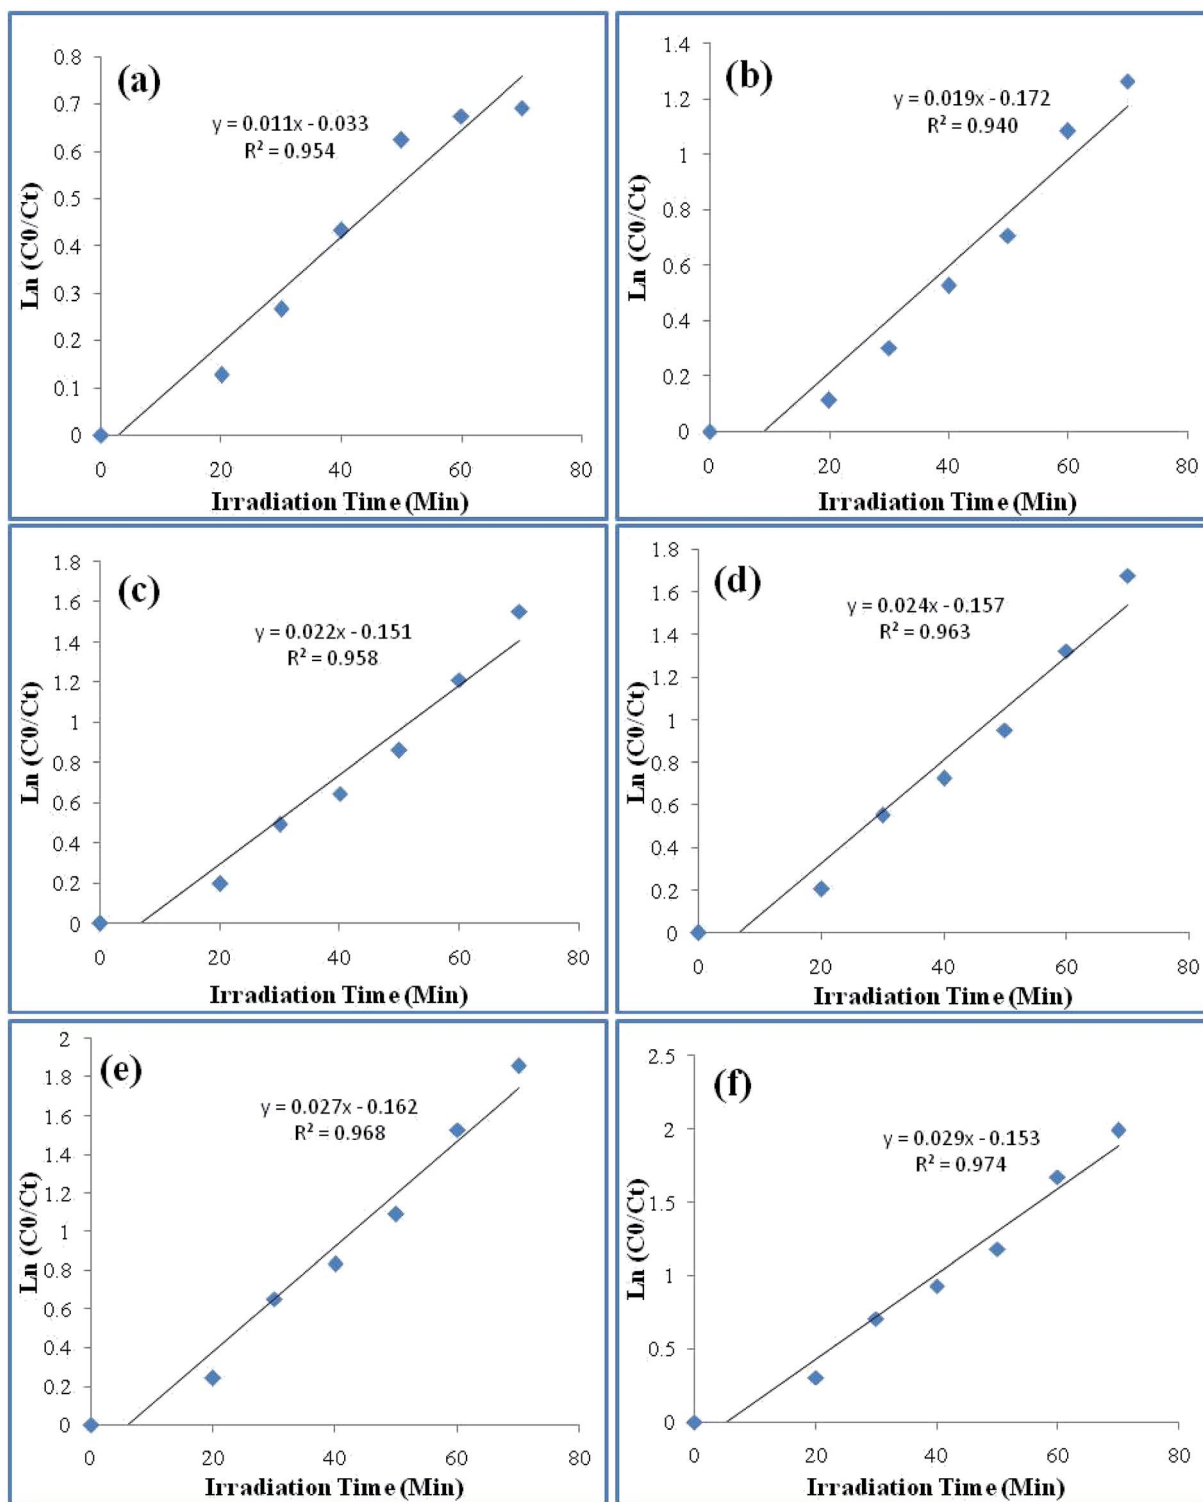 (a)
y = 0.011x - 0.033
R² = 0.954
Ln (C0/Ct)
0.8
0.7
0.6
0.5
0.4
0.3
0.2
0.1
0
0 20 40 60 80
Irradiation Time (Min)
(b)
y = 0.019x - 0.172
R² = 0.940
Ln (C0/Ct)
1.4
1.2
1
0.8
0.6
0.4
0.2
0
0 20 40 60 80
Irradiation Time (Min)
(c)
y = 0.022x - 0.151
R² = 0.958
Ln (C0/Ct)
1.8
1.6
1.4
1.2
1
0.8
0.6
0.4
0.2
0
0 20 40 60 80
Irradiation Time (Min)
(d)
y = 0.024x - 0.157
R² = 0.963
Ln (C0/Ct)
1.8
1.6
1.4
1.2
1
0.8
0.6
0.4
0.2
0
0 20 40 60 80
Irradiation Time (Min)
(e)
y = 0.027x - 0.162
R² = 0.968
Ln (C0/Ct)
2
1.8
1.6
1.4
1.2
1
0.8
0.6
0.4
0.2
0
0 20 40 60 80
Irradiation Time (Min)
(f)
y = 0.029x - 0.153
R² = 0.974
Ln (C0/Ct)
2.5
2
1.5
1
0.5
0
0 20 40 60 80
Irradiation Time (Min)